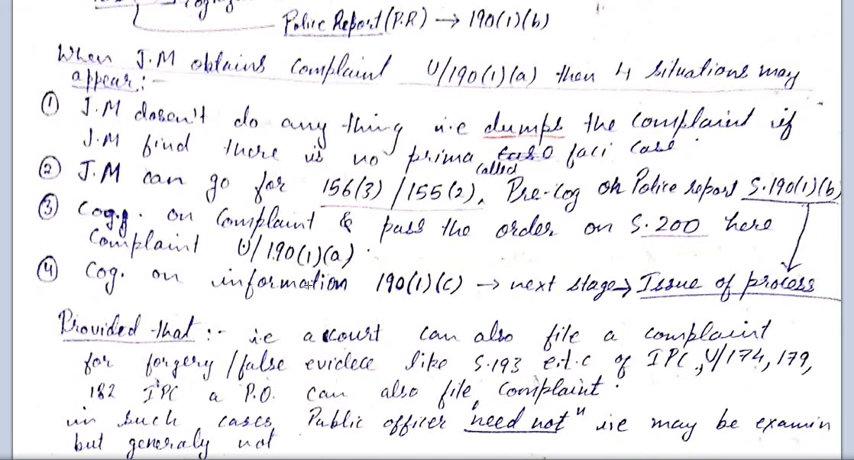 Police Report (P.R) → 190(1)(b)
When J.M obtains Complaint U/190(1)(a) then 4 situations may
appear:-
① J.M doesn't do any thing i.e dumps the complaint if
J.M find there is no prima faci case.
② J.M can go for 156(3)/155(2), called Pre-Cog or Police report S.190(1)(b)
③ Cog. on Complaint & pass the order on S.200 here
Complaint U/190(1)(a).
④ Cog. on information 190(1)(c) → next stage → Issue of process
Provided that :- i.e a court can also file a complaint
for forgery/false evidece like S.193 e.t.c of IPC, U/174, 179,
182 IPC a P.O. can also file complaint.
in such cases Public officer need not" i.e may be examin
but generaly not